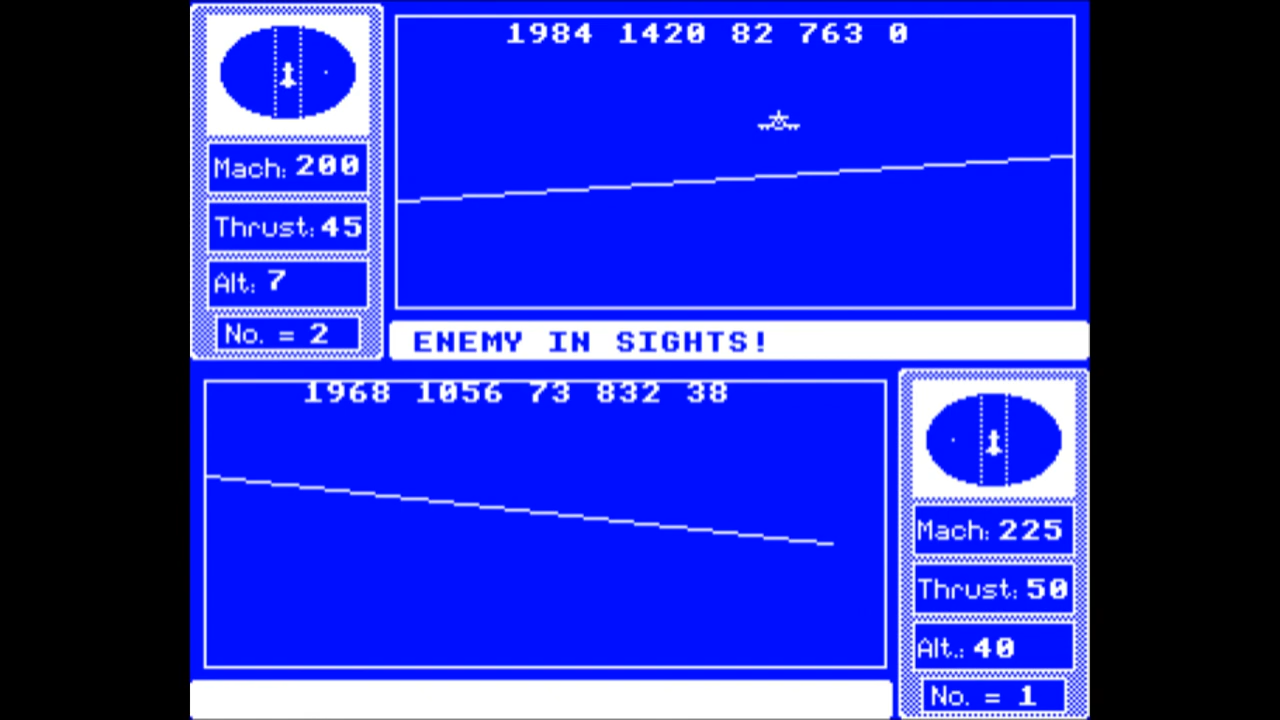 1984 1420 82 763 0
Mach: 200
Thrust: 45
Alt: 7
No. = 2
ENEMY IN SIGHTS!
1968 1056 73 832 38
Mach: 225
Thrust: 50
Alt.: 40
No. = 1